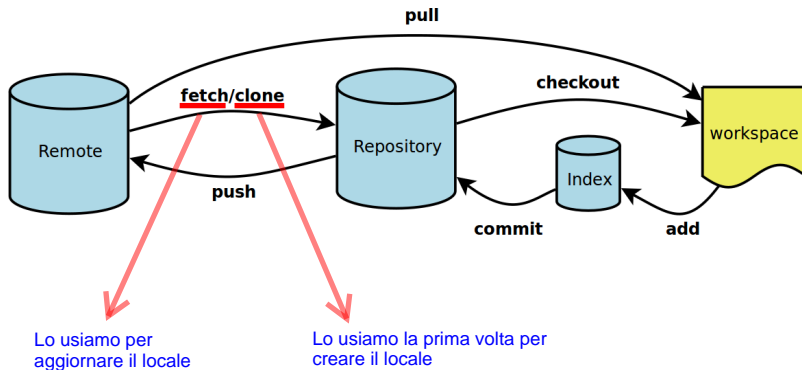 pull
fetch/clone
checkout
Remote
Repository
workspace
Index
push
commit
add
Lo usiamo per
aggiornare il locale
Lo usiamo la prima volta per
creare il locale